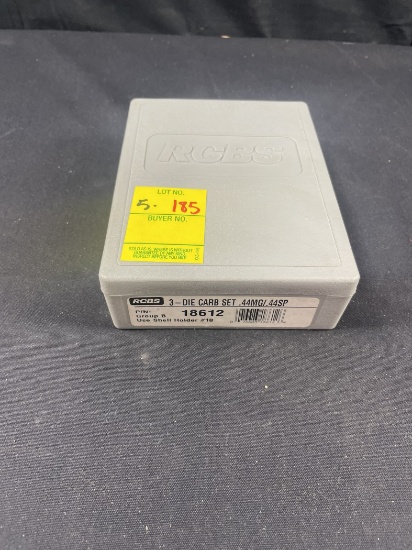 RCBS
LOT NO.
5- 185
BUYER NO.
RCBS 3-DIE CARB SET .44MG/.44SP
P/N: 18612
Group B
Use Shell Holder #18